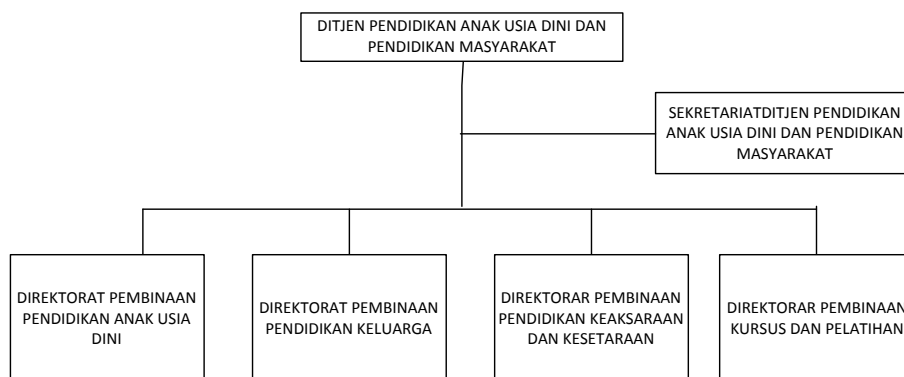 DITJEN PENDIDIKAN ANAK USIA DINI DAN
PENDIDIKAN MASYARAKAT
SEKRETARIATDITJEN PENDIDIKAN
ANAK USIA DINI DAN PENDIDIKAN
MASYARAKAT
DIREKTORAT PEMBINAAN
PENDIDIKAN ANAK USIA
DINI
DIREKTORAT PEMBINAAN
PENDIDIKAN KELUARGA
DIREKTORAR PEMBINAAN
PENDIDIKAN KEAKSARAAN
DAN KESETARAAN
DIREKTORAR PEMBINAAN
KURSUS DAN PELATIHAN